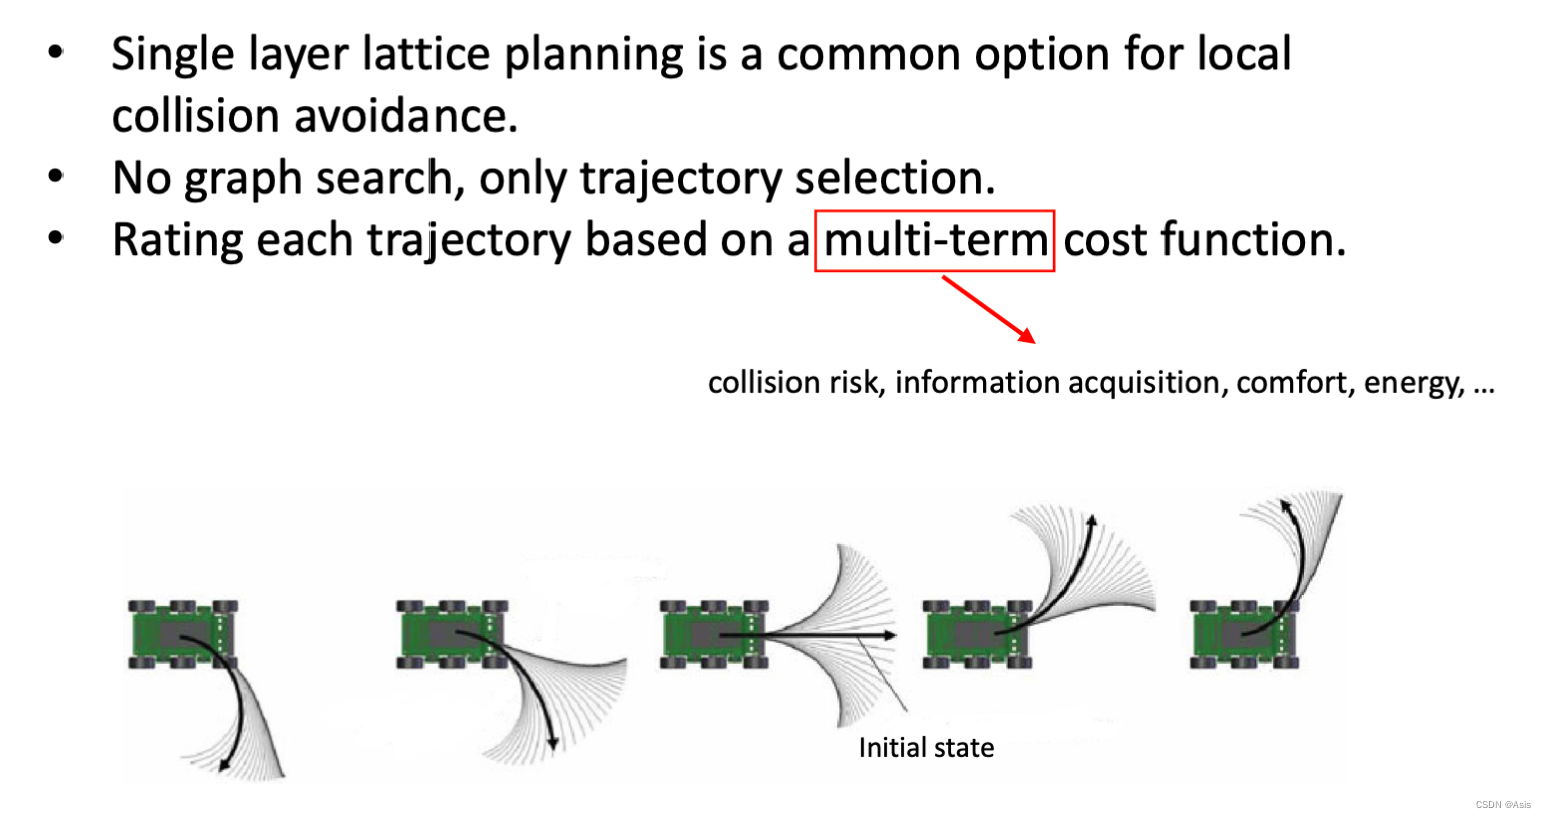 • Single layer lattice planning is a common option for local
collision avoidance.
• No graph search, only trajectory selection.
• Rating each trajectory based on a multi-term cost function.
collision risk, information acquisition, comfort, energy, ...
Initial state
CSDN @Asis